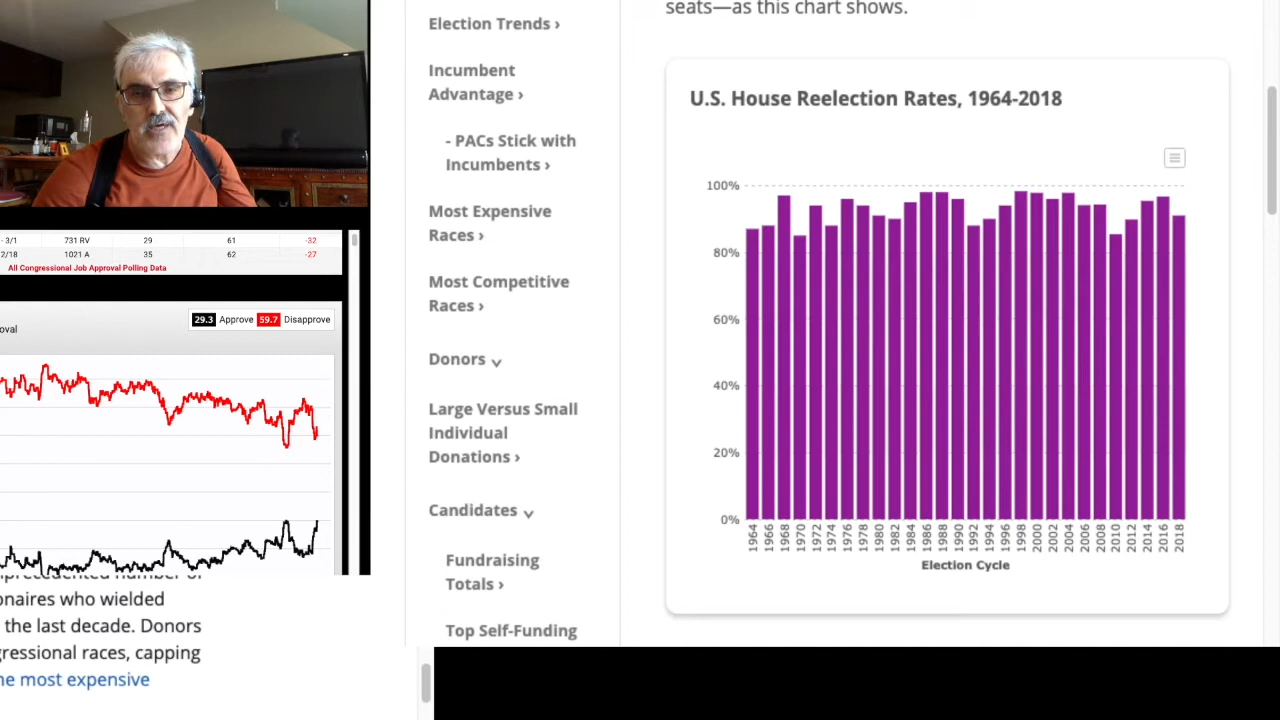 - 3/1 731 RV 29 61 -32
2/18 1021 A 35 62 -27
All Congressional Job Approval Polling Data
oval
29.3 Approve 59.7 Disapprove
number of
onaires who wielded
the last decade. Donors
gressional races, capping
ne most expensive
Election Trends ›
Incumbent
Advantage ›
- PACs Stick with
Incumbents ›
Most Expensive
Races ›
Most Competitive
Races ›
Donors
Large Versus Small
Individual
Donations ›
Candidates
Fundraising
Totals ›
Top Self-Funding
seats—as this chart shows.
U.S. House Reelection Rates, 1964-2018
100%
80%
60%
40%
20%
0%
1964 1966 1968 1970 1972 1974 1976 1978 1980 1982 1984 1986 1988 1990 1992 1994 1996 1998 2000 2002 2004 2006 2008 2010 2012 2014 2016 2018
Election Cycle